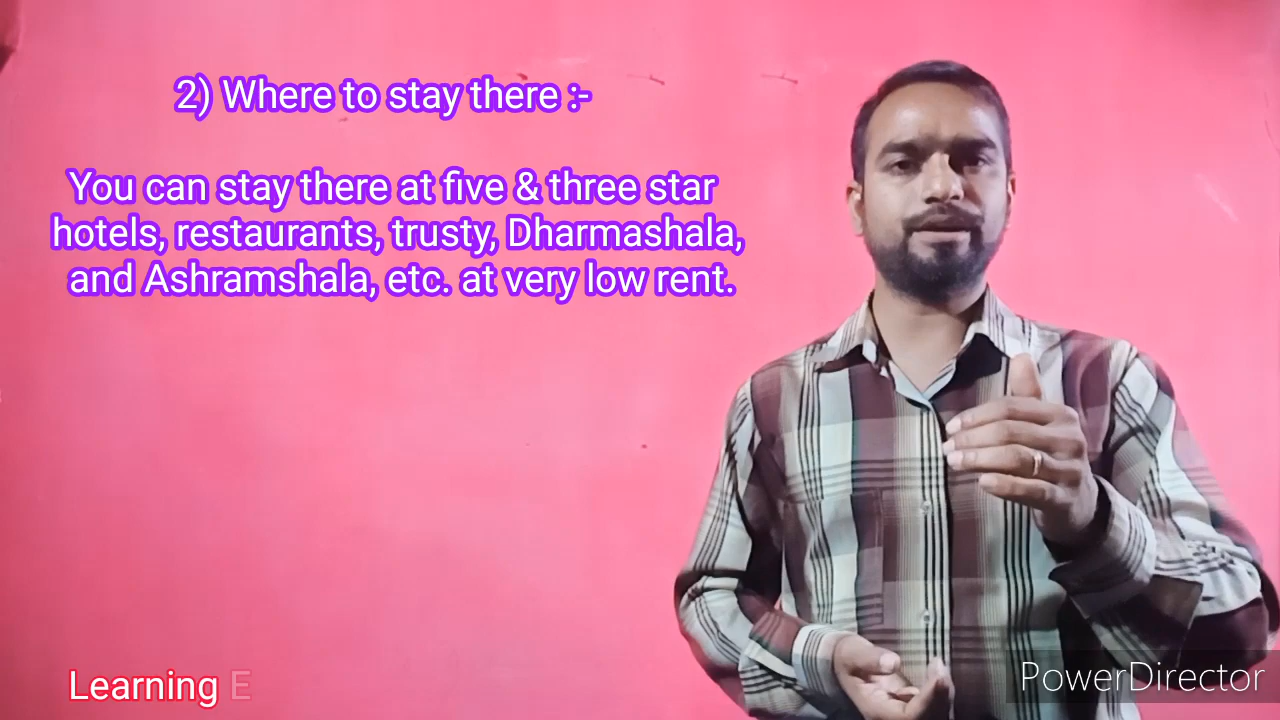 2) Where to stay there :-
You can stay there at five & three star
hotels, restaurants, trusty, Dharmashala,
and Ashramshala, etc. at very low rent.
Learning E
PowerDirector